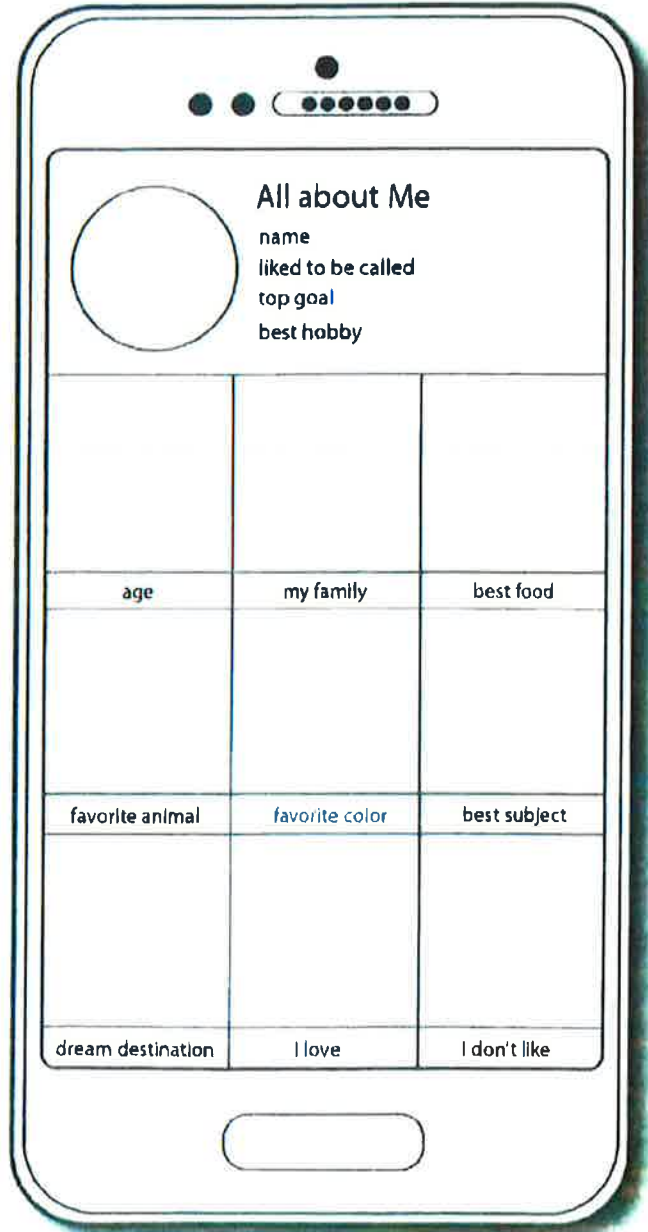 All about Me
name
liked to be called
top goal
best hobby
age my family best food
favorite animal favorite color best subject
dream destination I love I don't like